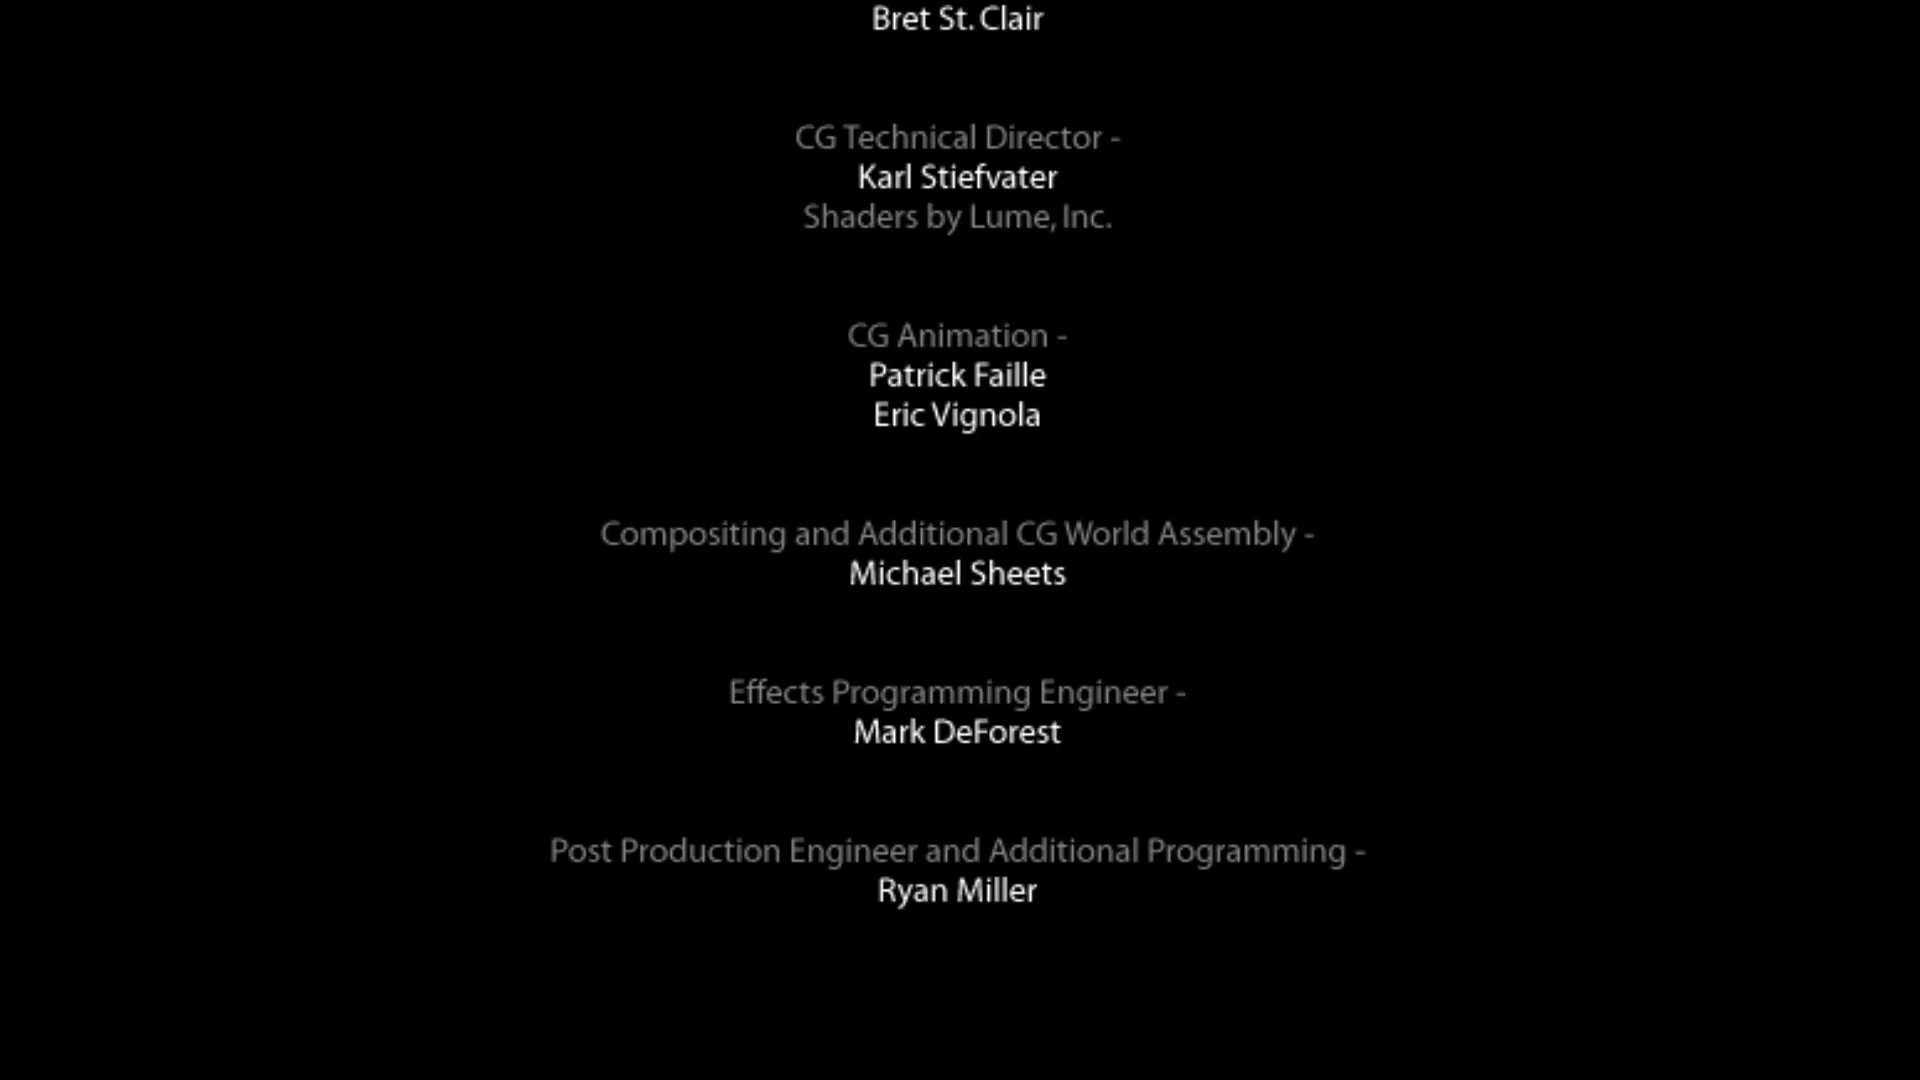 Bret St. Clair
CG Technical Director -
Karl Stiefvater
Shaders by Lume, Inc.
CG Animation -
Patrick Faille
Eric Vignola
Compositing and Additional CG World Assembly -
Michael Sheets
Effects Programming Engineer -
Mark DeForest
Post Production Engineer and Additional Programming -
Ryan Miller